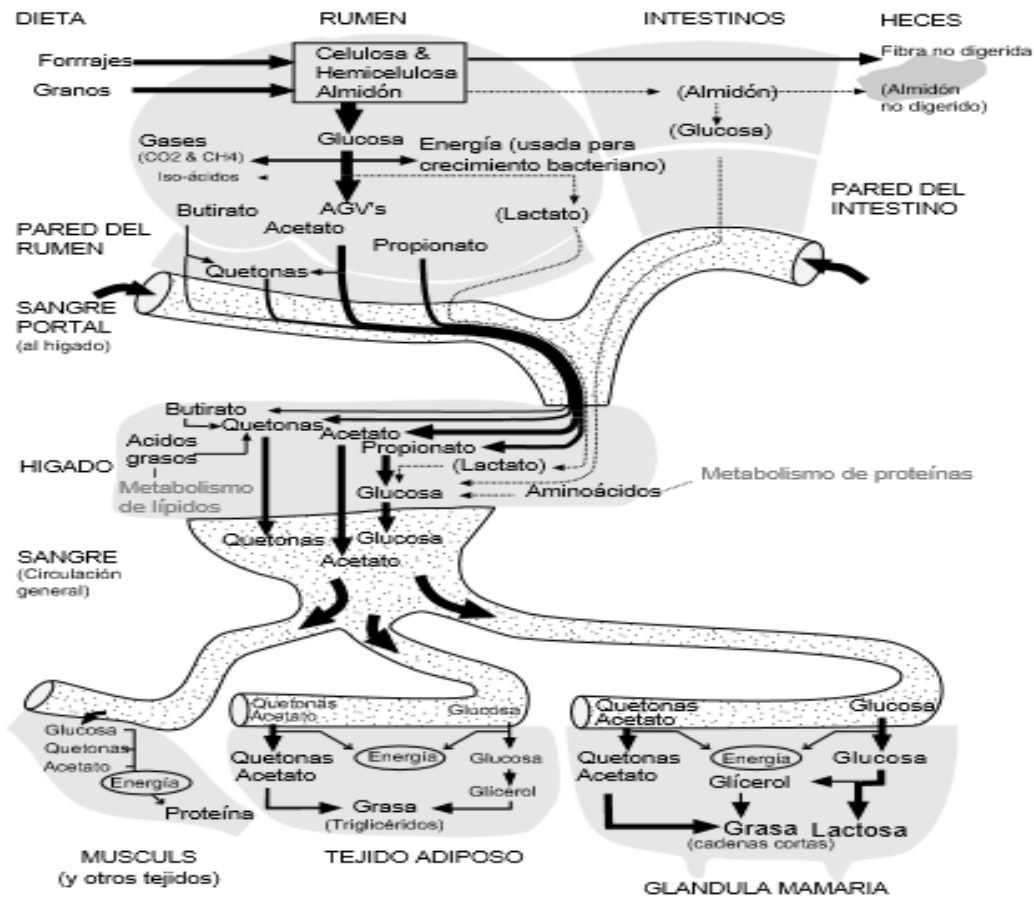 DIETA
RUMEN
INTESTINOS
HECES
Forrrajes
Granos
Celulosa &
Hemicelulosa
Almidón
Fibra no digerida
(Almidón)
(Almidón
no digerido)
Glucosa
(Glucosa)
Gases
(CO2 & CH4)
Iso-ácidos
Energía (usada para
crecimiento bacteriano)
Butirato
AGV's
Acetato
Propionato
(Lactato)
PARED DEL
INTESTINO
PARED DEL
RUMEN
Quetonas
SANGRE
PORTAL
(al hígado)
Butirato
Quetonas
Acetato
Propionato
Acidos
grasos
HIGADO
(Lactato)
Metabolismo
de lípidos
Glucosa
Aminoácidos
Metabolismo de proteínas
Quetonas
Glucosa
Acetato
SANGRE
(Circulación
general)
Glucosa
Quetonas
Acetato
Energía
Proteína
MUSCULS
(y otros tejidos)
Quetonas
Acetato
Glucosa
Energía
Quetonas
Acetato
Glucosa
Glícerol
Grasa
(Triglicéridos)
TEJIDO ADIPOSO
Quetonas
Acetato
Glucosa
Energía
Quetonas
Acetato
Glucosa
Glícerol
Grasa
(cadenas cortas)
Lactosa
GLANDULA MAMARIA